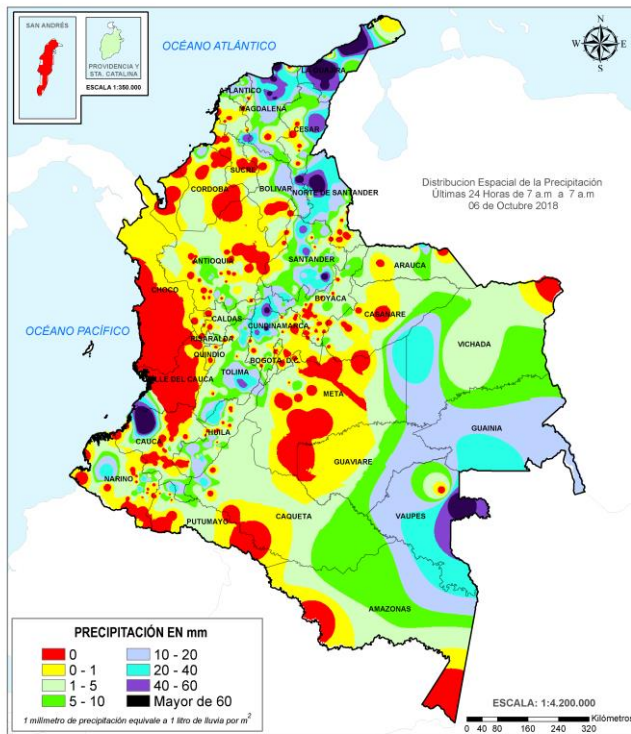 SAN ANDRÉS
PROVIDENCIA Y
STA. CATALINA
ESCALA 1:350.000
OCÉANO ATLÁNTICO
N
W
E
S
LA GUAJIRA
ATLANTICO
MAGDALENA
CESAR
SUCRE
CORDOBA
BOLIVAR
NORTE DE SANTANDER
Distribucion Espacial de la Precipitación
Últimas 24 Horas de 7 a.m a 7 a.m
06 de Octubre 2018
ANTIOQUIA
SANTANDER
ARAUCA
CHOCO
BOYACA
CALDAS
CASANARE
OCÉANO PACÍFICO
CUNDINAMARCA
VICHADA
RISARALDA
QUINDIO
BOGOTA D.C.
TOLIMA
VALLE DEL CAUCA
META
GUAINIA
CAUCA
HUILA
GUAVIARE
NARIÑO
PUTUMAYO
CAQUETA
VAUPES
AMAZONAS
PRECIPITACIÓN EN mm
0
10 - 20
0 - 1
20 - 40
1 - 5
40 - 60
5 - 10
Mayor de 60
1 milímetro de precipitación equivale a 1 litro de lluvia por m2
ESCALA: 1:4.200.000
Kilómetros
0 40 80 160 240 320